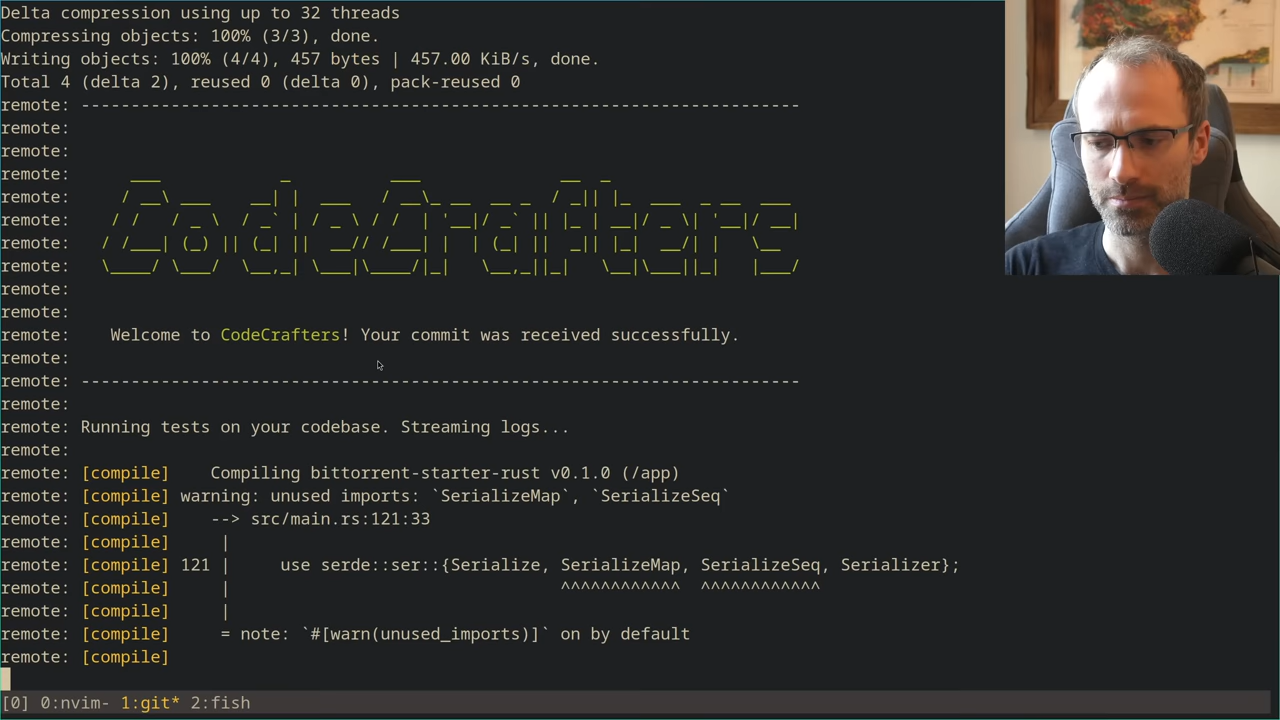 Delta compression using up to 32 threads
Compressing objects: 100% (3/3), done.
Writing objects: 100% (4/4), 457 bytes | 457.00 KiB/s, done.
Total 4 (delta 2), reused 0 (delta 0), pack-reused 0
remote: ------------------------------------------------------------------------
remote:
remote:
remote:
remote:
remote: CodeCrafters
remote:
remote:
remote:
remote:
remote: Welcome to CodeCrafters! Your commit was received successfully.
remote:
remote: ------------------------------------------------------------------------
remote:
remote: Running tests on your codebase. Streaming logs...
remote:
remote: [compile]    Compiling bittorrent-starter-rust v0.1.0 (/app)
remote: [compile] warning: unused imports: `SerializeMap`, `SerializeSeq`
remote: [compile]    --> src/main.rs:121:33
remote: [compile]     |
remote: [compile] 121 |     use serde::ser::{Serialize, SerializeMap, SerializeSeq, Serializer};
remote: [compile]     |                                 ^^^^^^^^^^^^  ^^^^^^^^^^^^
remote: [compile]     |
remote: [compile]     = note: `#[warn(unused_imports)]` on by default
remote: [compile]
[0] 0:nvim- 1:git* 2:fish